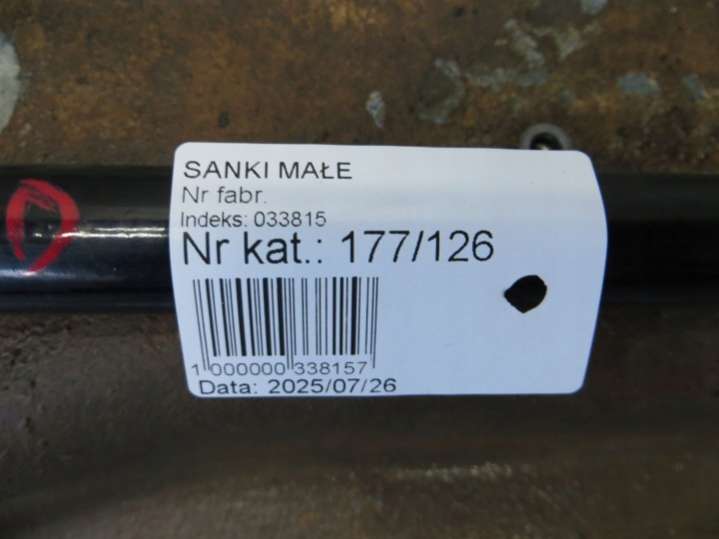 SANKI MAŁE
Nr fabr.
Indeks: 033815
Nr kat.: 177/126
1 000000 338157
Data: 2025/07/26